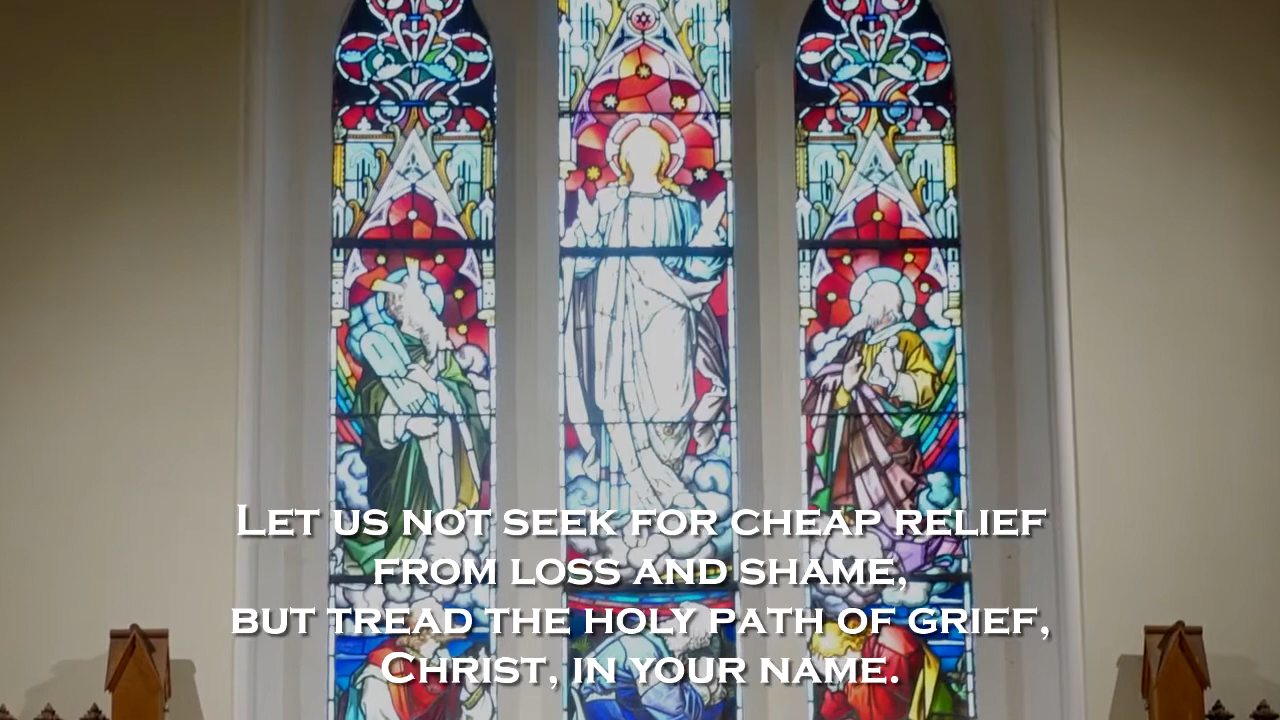 Let us not seek for cheap relief
from loss and shame,
but tread the holy path of grief,
Christ, in your name.